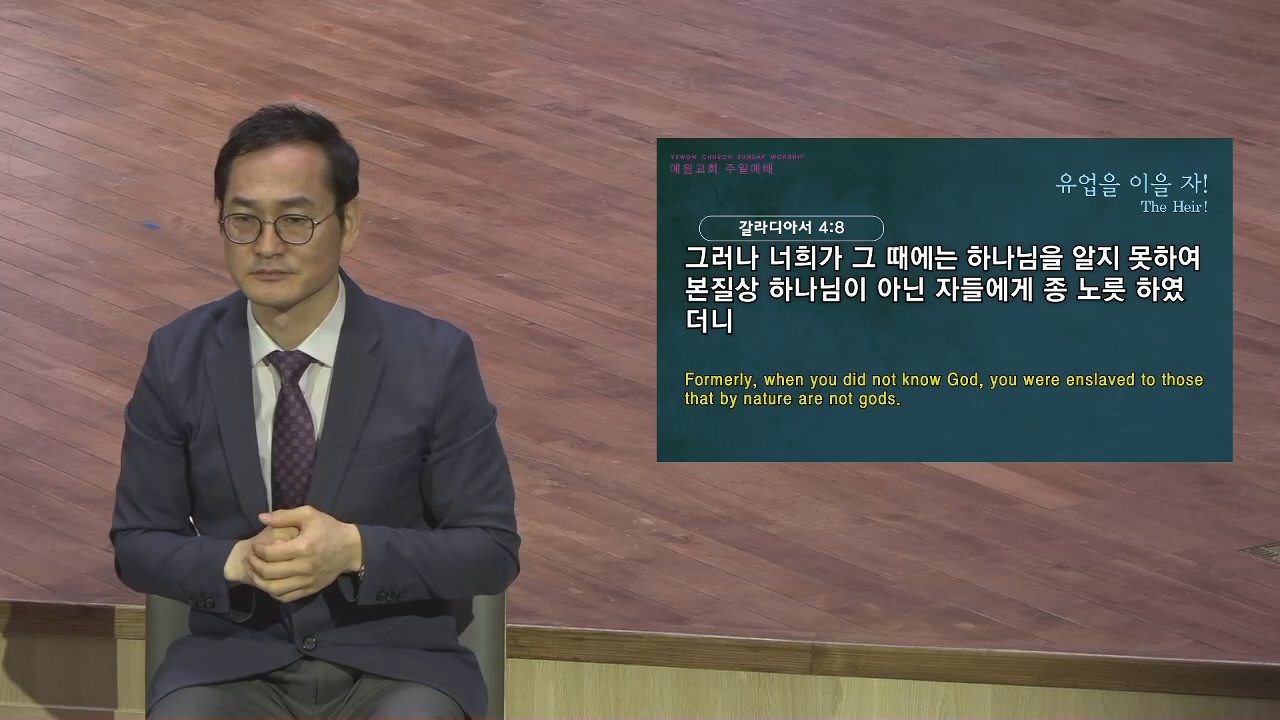 YEWON CHURCH SUNDAY WORSHIP
예원교회 주일예배
유업을 이을 자!
The Heir!
갈라디아서 4:8
그러나 너희가 그 때에는 하나님을 알지 못하여
본질상 하나님이 아닌 자들에게 종 노릇 하였
더니
Formerly, when you did not know God, you were enslaved to those
that by nature are not gods.